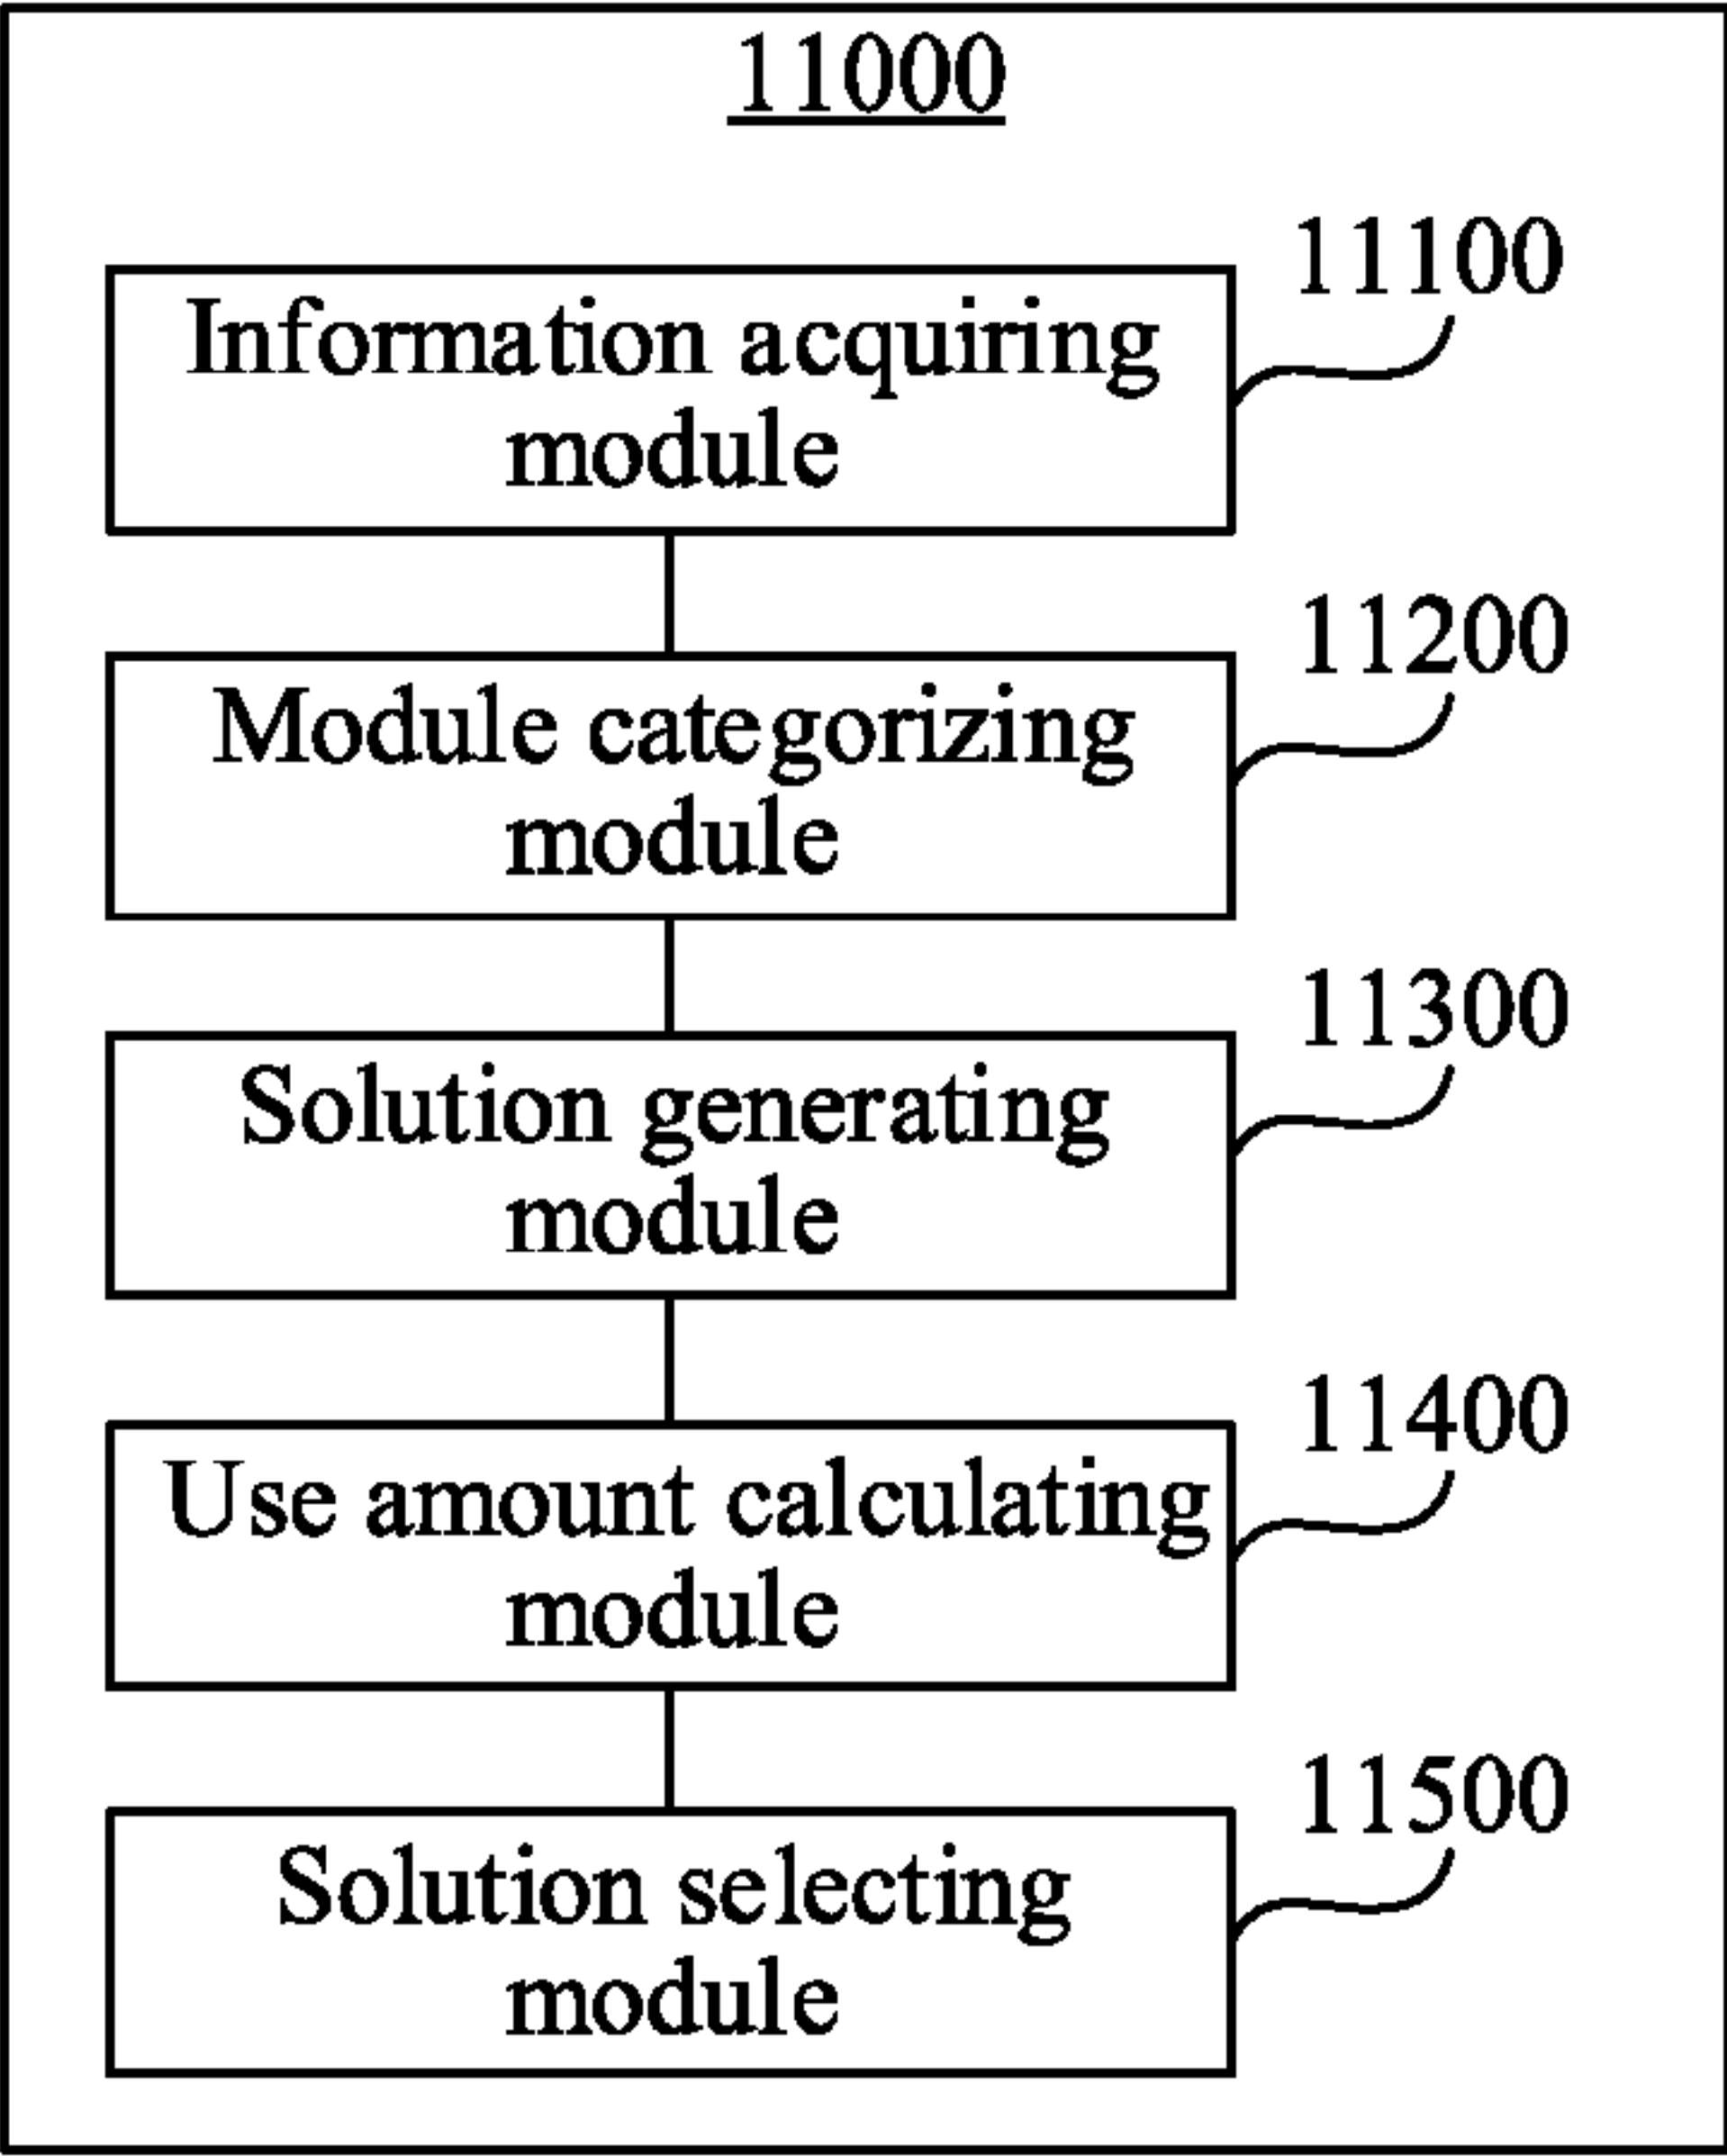 11000
11100
Information acquiring
module
11200
Module categorizing
module
11300
Solution generating
module
11400
Use amount calculating
module
11500
Solution selecting
module